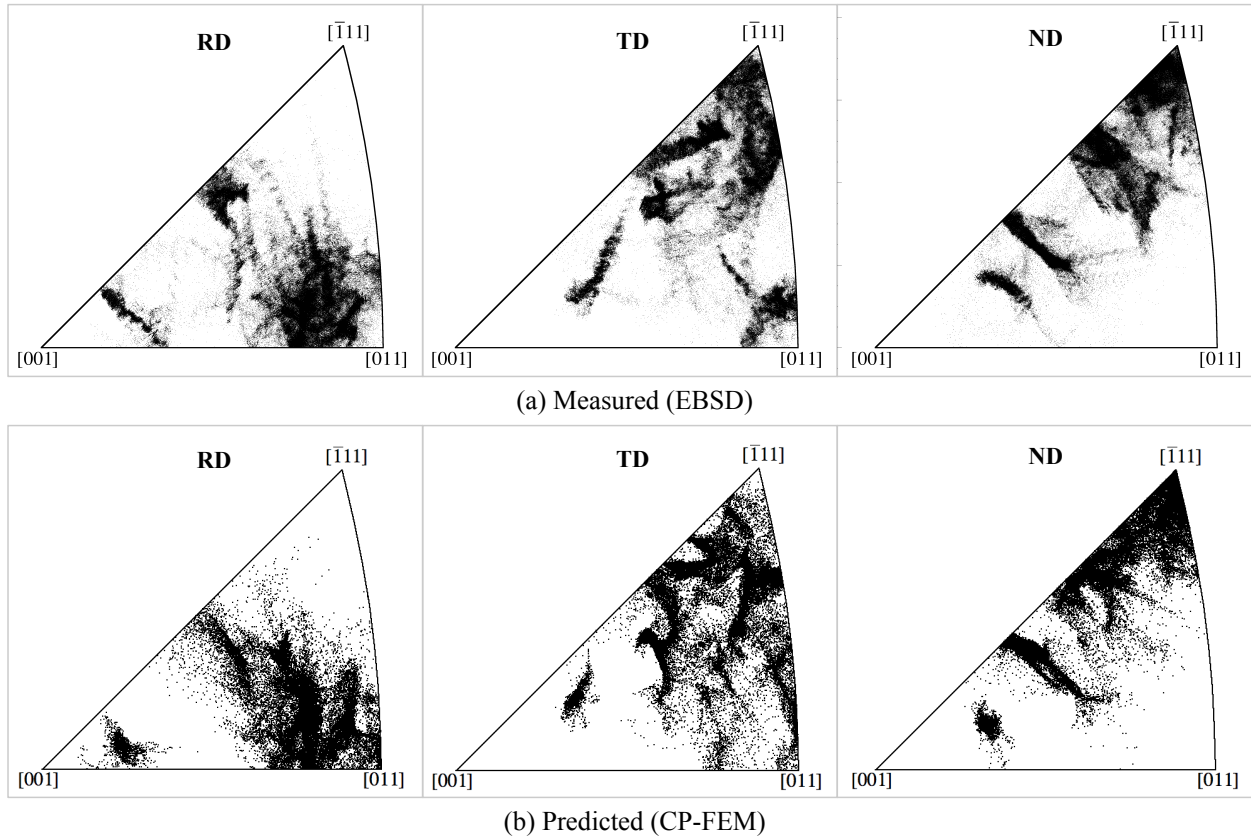 RD [1̅11] TD [1̅11] ND [1̅11]
[001] [011] [001] [011] [001] [011]
(a) Measured (EBSD)
RD [1̅11] TD [1̅11] ND [1̅11]
[001] [011] [001] [011] [001] [011]
(b) Predicted (CP-FEM)